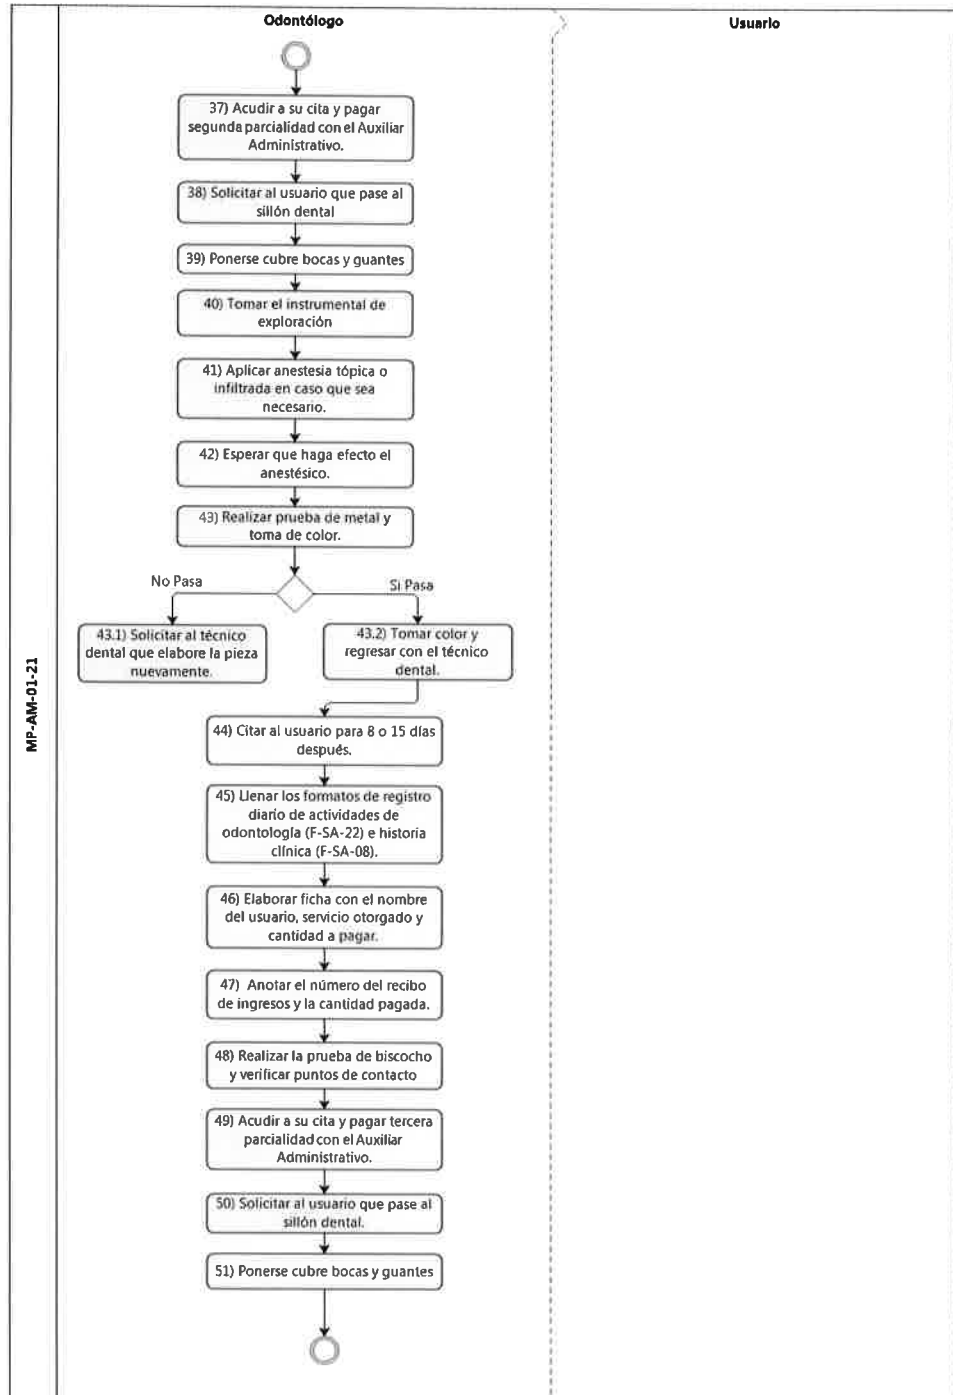 Odontólogo
Usuario
37) Acudir a su cita y pagar
segunda parcialidad con el Auxiliar
Administrativo.
38) Solicitar al usuario que pase al
sillón dental
39) Ponerse cubre bocas y guantes
40) Tomar el instrumental de
exploración
41) Aplicar anestesia tópica o
infiltrada en caso que sea
necesario.
42) Esperar que haga efecto el
anestésico.
43) Realizar prueba de metal y
toma de color.
No Pasa
Si Pasa
43.1) Solicitar al técnico
dental que elabore la pieza
nuevamente.
43.2) Tomar color y
regresar con el técnico
dental.
MP-AM-01-21
44) Citar al usuario para 8 o 15 días
después.
45) Llenar los formatos de registro
diario de actividades de
odontología (F-SA-22) e historia
clínica (F-SA-08).
46) Elaborar ficha con el nombre
del usuario, servicio otorgado y
cantidad a pagar.
47) Anotar el número del recibo
de ingresos y la cantidad pagada.
48) Realizar la prueba de biscocho
y verificar puntos de contacto
49) Acudir a su cita y pagar tercera
parcialidad con el Auxiliar
Administrativo.
50) Solicitar al usuario que pase al
sillón dental.
51) Ponerse cubre bocas y guantes